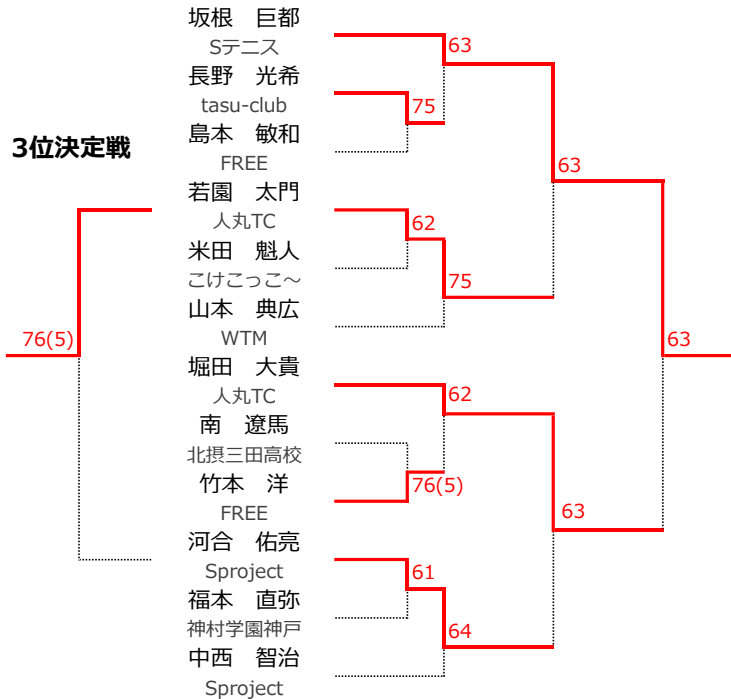 坂根　巨都
Sテニス
63
長野　光希
tasu-club
75
島本　敏和
FREE
3位決定戦
63
若園　太門
人丸TC
62
米田　魁人
こけこっこ～
75
山本　典広
WTM
76(5)
63
堀田　大貴
人丸TC
62
南　遼馬
北摂三田高校
竹本　洋
76(5)
FREE
63
河合　佑亮
Sproject
61
福本　直弥
神村学園神戸
64
中西　智治
Sproject